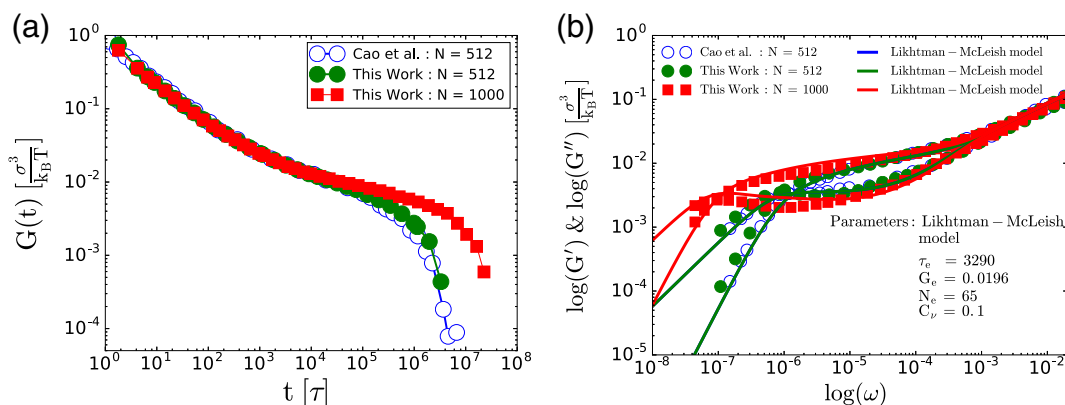 (a)
10^0
10^-1
10^-2
10^-3
10^-4
G(t) [σ^3/k_BT]
Cao et al. : N = 512
This Work : N = 512
This Work : N = 1000
10^0 10^1 10^2 10^3 10^4 10^5 10^6 10^7 10^8
t [τ]
(b)
10^0
10^-1
10^-2
10^-3
10^-4
10^-5
log(G′) & log(G″) [σ^3/k_BT]
Cao et al. : N = 512 Likhtman − McLeish model
This Work : N = 512 Likhtman − McLeish model
This Work : N = 1000 Likhtman − McLeish model
Parameters : Likhtman − McLeish
model
τ_e = 3290
G_e = 0.0196
N_e = 65
C_ν = 0.1
10^-8 10^-7 10^-6 10^-5 10^-4 10^-3 10^-2
log(ω)